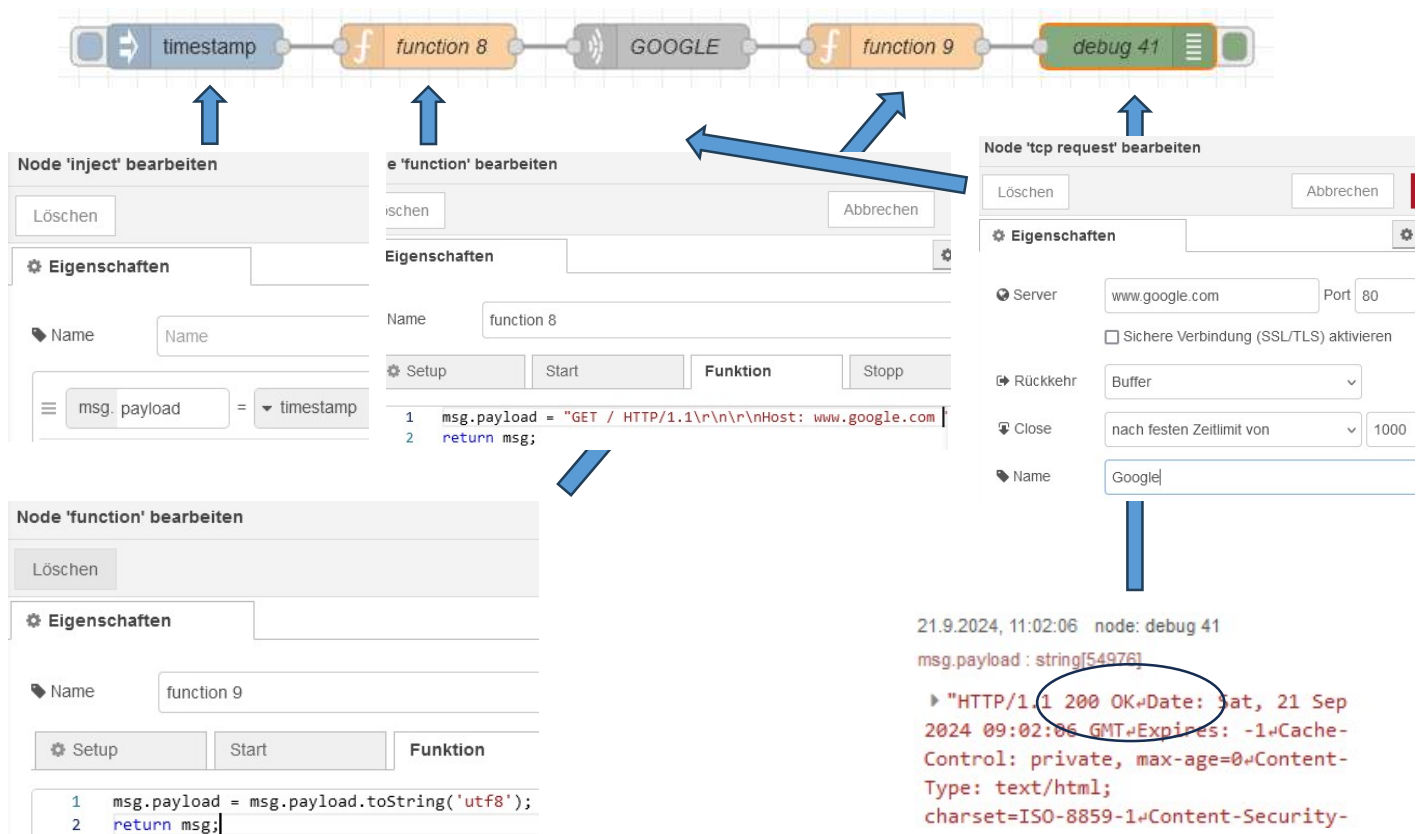 timestamp
function 8
GOOGLE
function 9
debug 41
Node 'inject' bearbeiten
Löschen
Eigenschaften
Name
Name
msg. payload = timestamp
e 'function' bearbeiten
öschen
Abbrechen
Eigenschaften
Name
function 8
Setup
Start
Funktion
Stopp
1 msg.payload = "GET / HTTP/1.1\r\n\r\nHost: www.google.com "
2 return msg;
Node 'tcp request' bearbeiten
Löschen
Abbrechen
Eigenschaften
Server
www.google.com
Port
80
Sichere Verbindung (SSL/TLS) aktivieren
Rückkehr
Buffer
Close
nach festen Zeitlimit von
1000
Name
Google
Node 'function' bearbeiten
Löschen
Eigenschaften
Name
function 9
Setup
Start
Funktion
1 msg.payload = msg.payload.toString('utf8');
2 return msg;
21.9.2024, 11:02:06 node: debug 41
msg.payload : string[54976]
"HTTP/1.1 200 OK↵Date: Sat, 21 Sep
2024 09:02:06 GMT↵Expires: -1↵Cache-
Control: private, max-age=0↵Content-
Type: text/html;
charset=ISO-8859-1↵Content-Security-